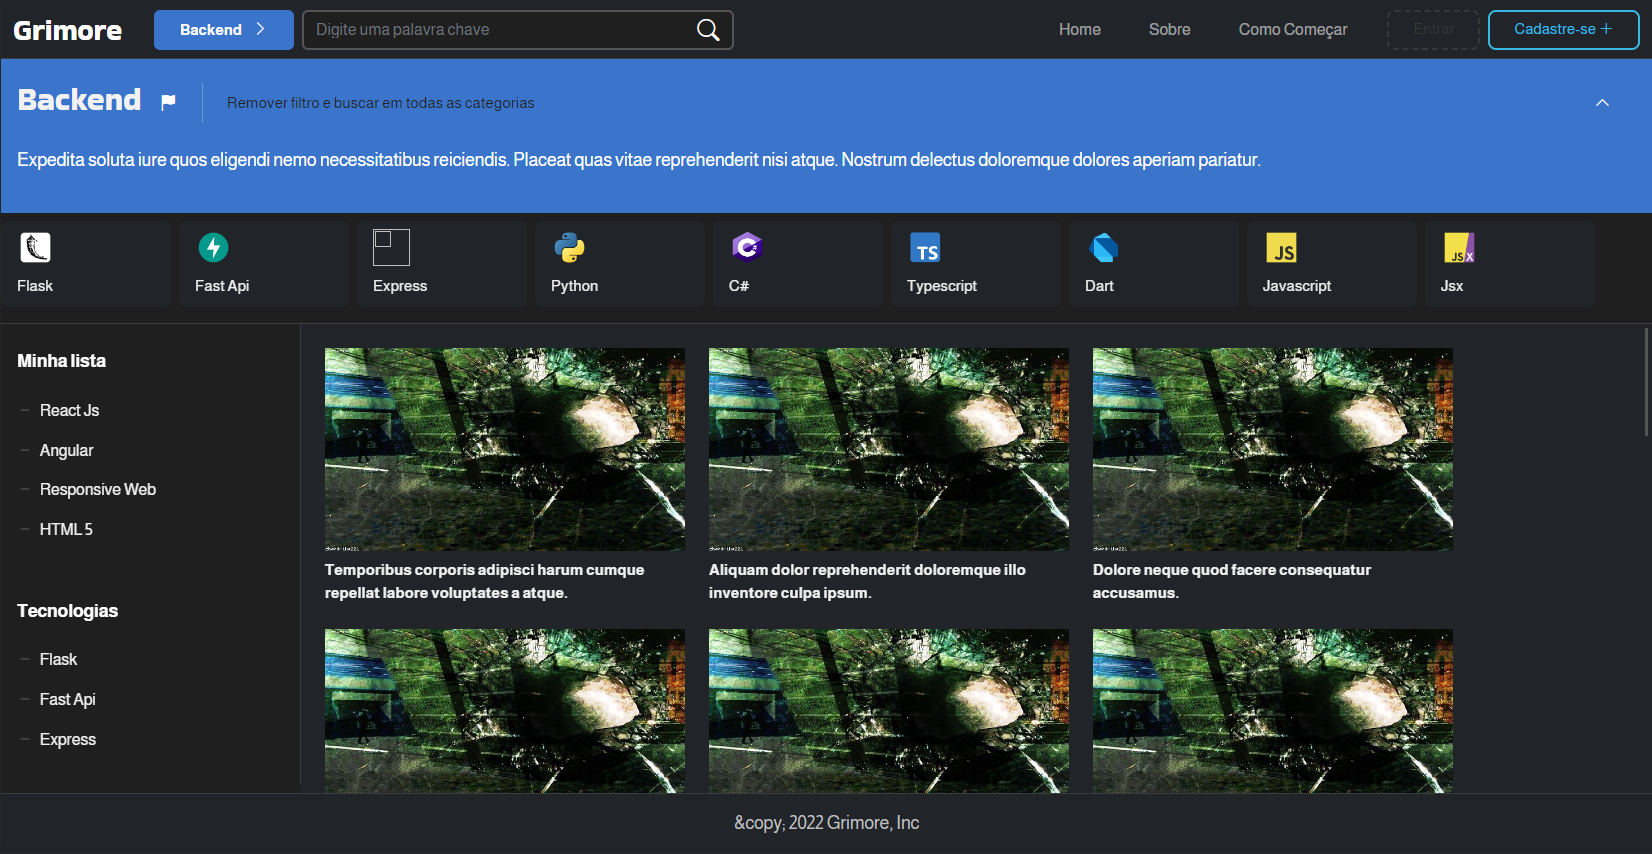 Grimore
Backend
Digite uma palavra chave
Home
Sobre
Como Começar
Entrar
Cadastre-se +
Backend
Remover filtro e buscar em todas as categorias
Expedita soluta iure quos eligendi nemo necessitatibus reiciendis. Placeat quas vitae reprehenderit nisi atque. Nostrum delectus doloremque dolores aperiam pariatur.
Flask
Fast Api
Express
Python
C
C#
TS
Typescript
Dart
JS
Javascript
JSX
Jsx
Minha lista
React Js
Angular
Responsive Web
HTML 5
Tecnologias
Flask
Fast Api
Express
Temporibus corporis adipisci harum cumque
repellat labore voluptates a atque.
Aliquam dolor reprehenderit doloremque illo
inventore culpa ipsum.
Dolore neque quod facere consequatur
accusamus.
&copy; 2022 Grimore, Inc